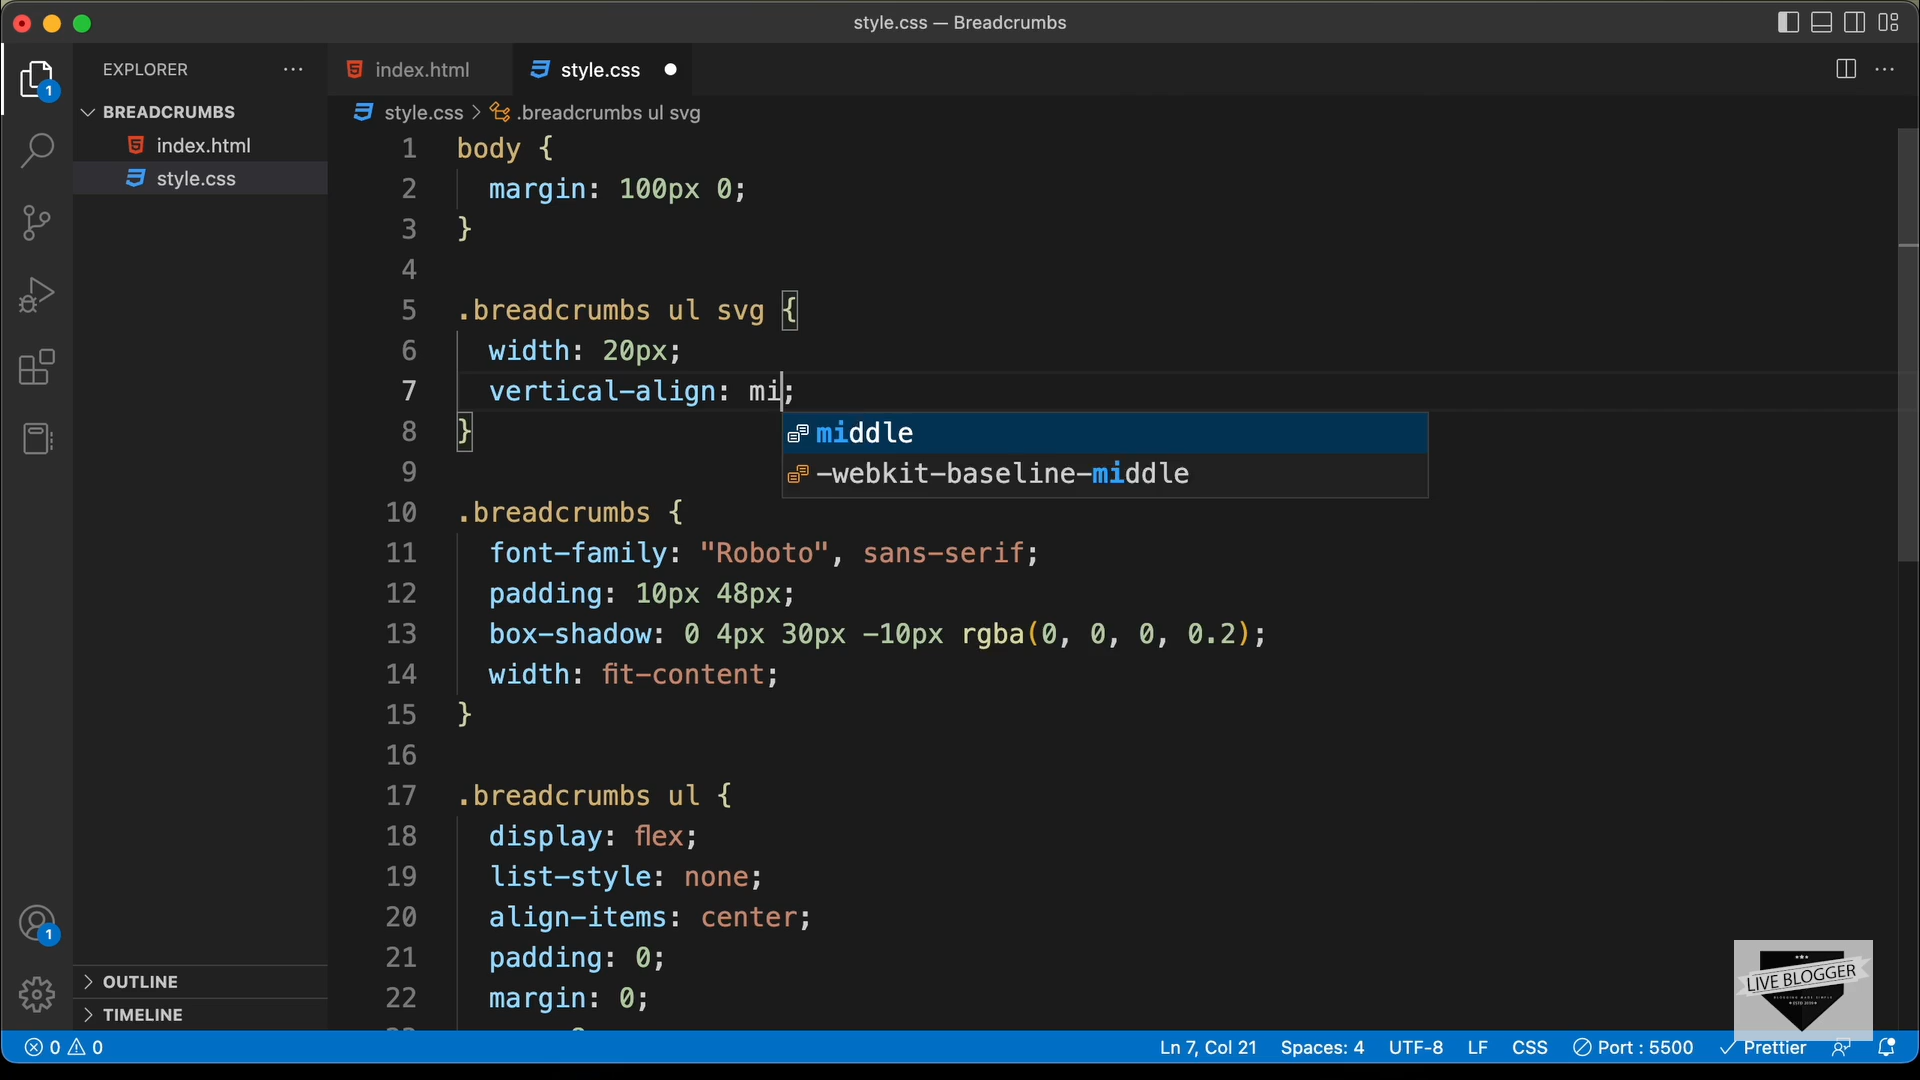 style.css — Breadcrumbs
EXPLORER
index.html
style.css
1
BREADCRUMBS
index.html
style.css
style.css > .breadcrumbs ul svg
1 body {
2 margin: 100px 0;
3 }
4
5 .breadcrumbs ul svg {
6 width: 20px;
7 vertical-align: mi;
8 }
middle
-webkit-baseline-middle
9
10 .breadcrumbs {
11 font-family: "Roboto", sans-serif;
12 padding: 10px 48px;
13 box-shadow: 0 4px 30px -10px rgba(0, 0, 0, 0.2);
14 width: fit-content;
15 }
16
17 .breadcrumbs ul {
18 display: flex;
19 list-style: none;
20 align-items: center;
21 padding: 0;
22 margin: 0;
1
OUTLINE
TIMELINE
LIVE BLOGGER
0 0
Ln 7, Col 21
Spaces: 4
UTF-8
LF
CSS
Port : 5500
Prettier